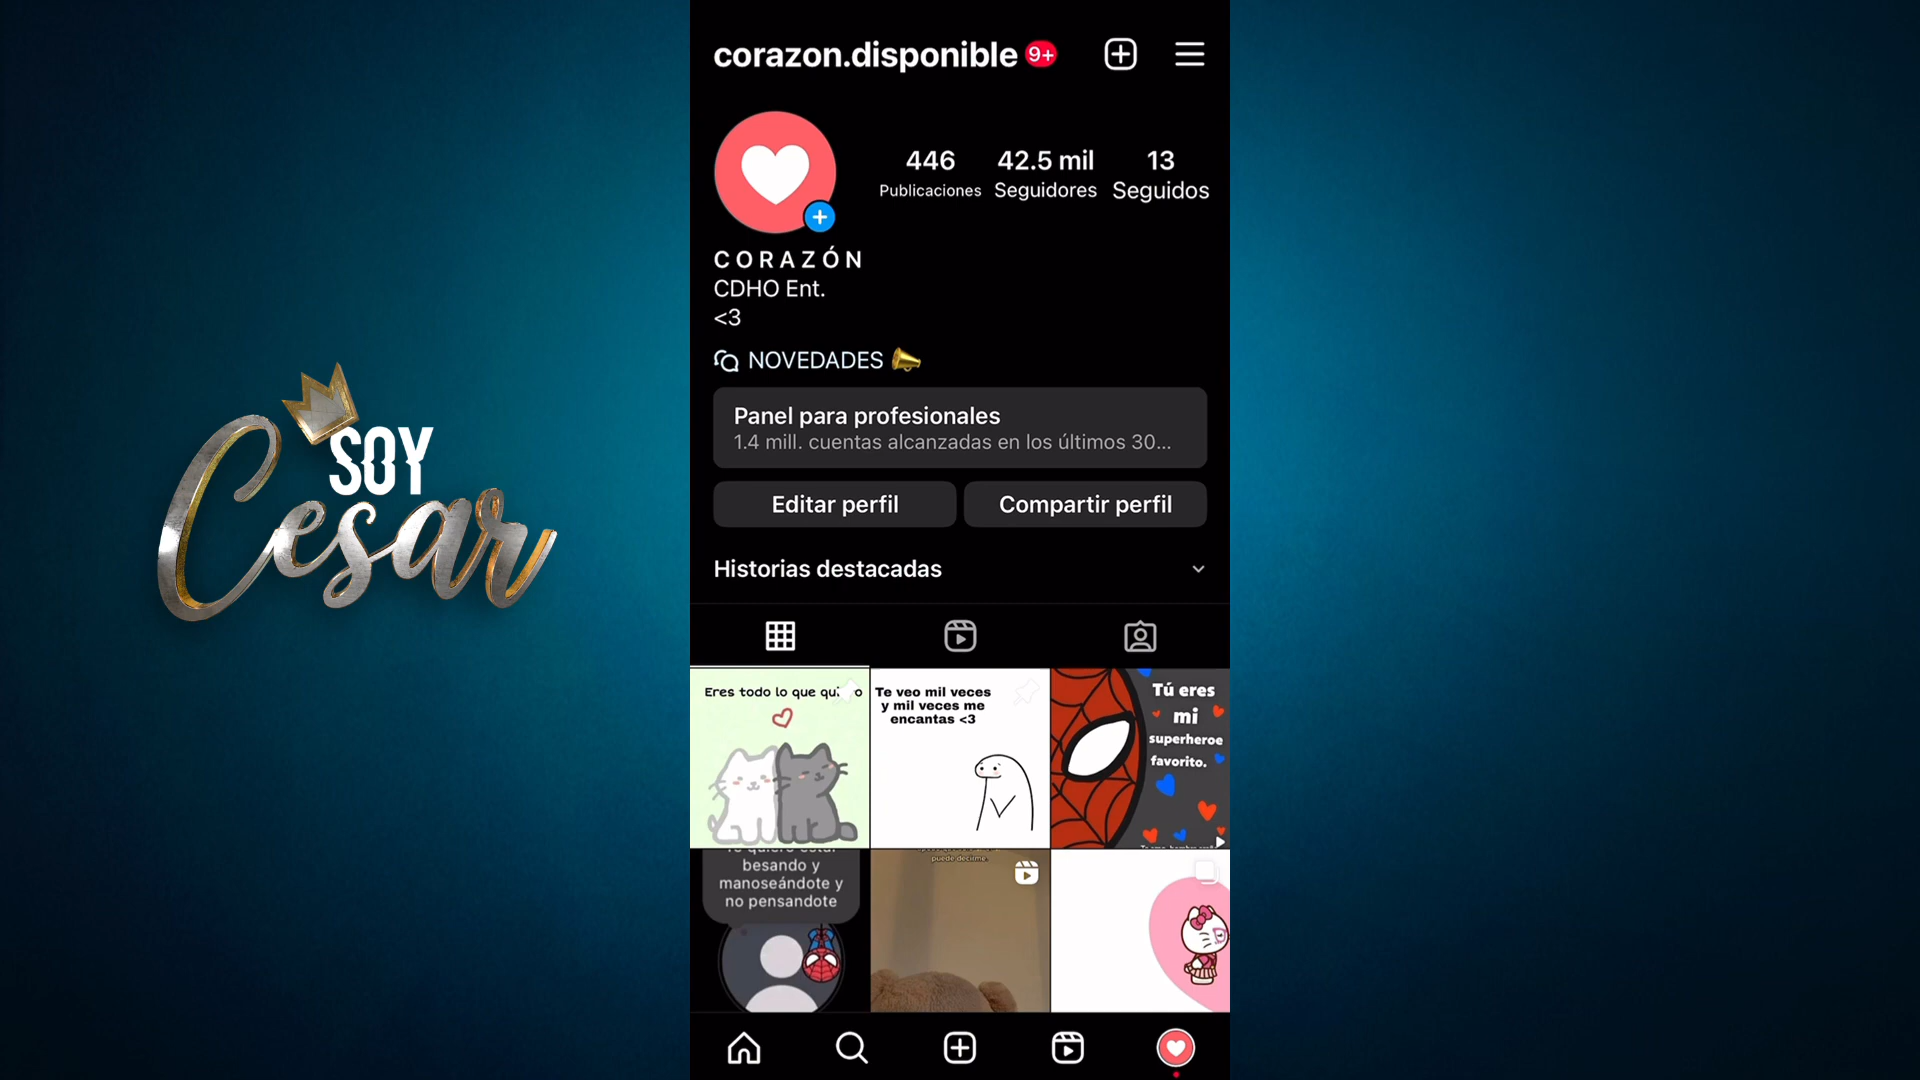 SOY
Cesar
corazon.disponible 9+
446
Publicaciones
42.5 mil
Seguidores
13
Seguidos
C O R A Z Ó N
CDHO Ent.
<3
NOVEDADES
Panel para profesionales
1.4 mill. cuentas alcanzadas en los últimos 30...
Editar perfil
Compartir perfil
Historias destacadas
Eres todo lo que qui o
Te veo mil veces
y mil veces me
encantas <3
Tú eres
mi
superheroe
favorito.
besando y
manoseándote y
no pensandote
puede decirme.